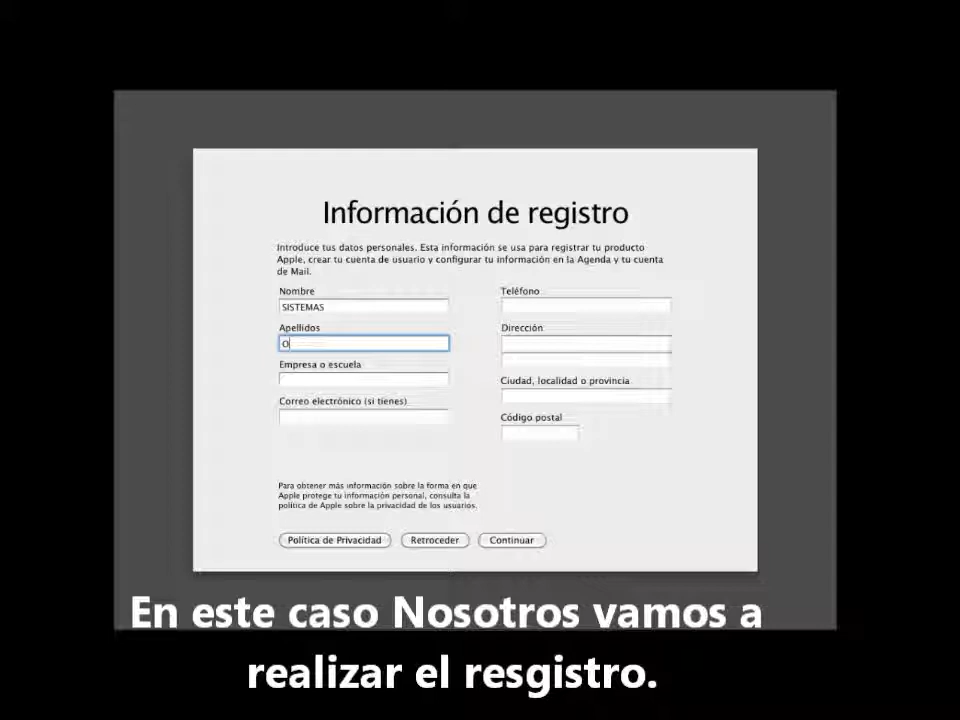 Información de registro
Introduce tus datos personales. Esta información se usa para registrar tu producto
Apple, crear tu cuenta de usuario y configurar tu información en la Agenda y tu cuenta
de Mail.
Nombre
SISTEMAS
Apellidos
O
Empresa o escuela
Correo electrónico (si tienes)
Teléfono
Dirección
Ciudad, localidad o provincia
Código postal
Para obtener más información sobre la forma en que
Apple protege tu información personal, consulta la
política de Apple sobre la privacidad de los usuarios.
Política de Privacidad
Retroceder
Continuar
En este caso Nosotros vamos a
realizar el resgistro.